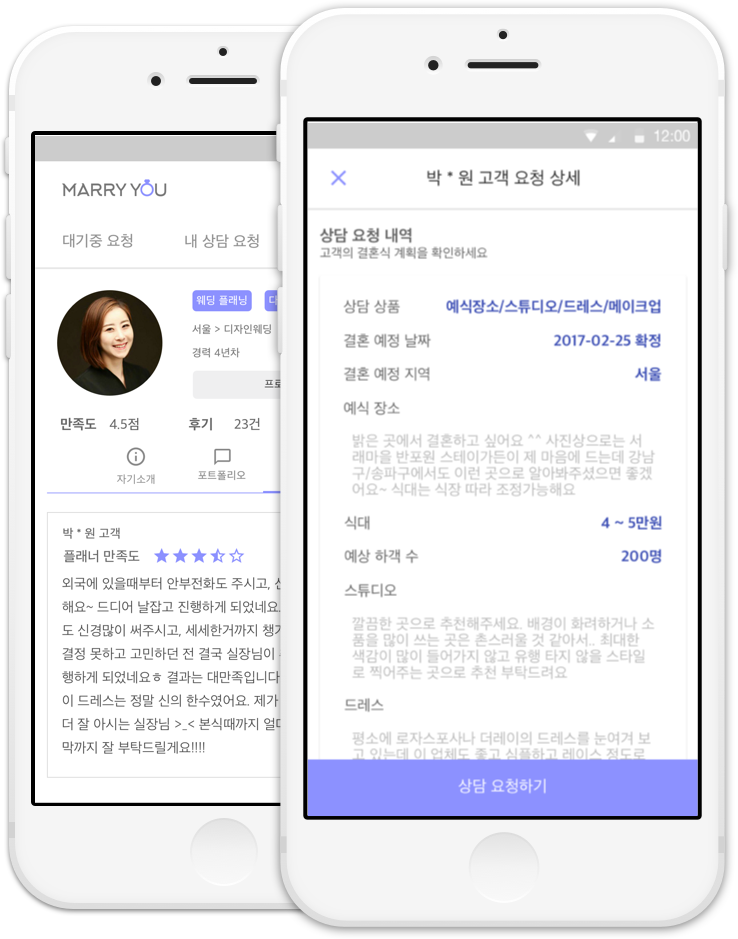 MARRY YOU
대기중 요청
내 상담 요청
웨딩 플래닝
서울 > 디자인웨딩
경력 4년차
만족도 4.5점
후기 23건
자기소개
포트폴리오
박 * 원 고객
플래너 만족도
외국에 있을때부터 안부전화도 주시고,
해요~ 드디어 날잡고 진행하게 되었네요.
도 신경많이 써주시고, 세세한거까지
결정 못하고 고민하던 전 결국 실장님이
행하게 되었네요ㅎ 결과는 대만족입니다
이 드레스는 정말 신의 한수였어요. 제가
더 잘 아시는 실장님 >_< 본식때까지
막까지 잘 부탁드릴게요!!!!
12:00
박 * 원 고객 요청 상세
상담 요청 내역
고객의 결혼식 계획을 확인하세요
상담 상품 예식장소/스튜디오/드레스/메이크업
결혼 예정 날짜 2017-02-25 확정
결혼 예정 지역 서울
예식 장소
밝은 곳에서 결혼하고 싶어요 ^^ 사진상으로는 서
래마을 반포원 스테이가든이 제 마음에 드는데 강남
구/송파구에서도 이런 곳으로 알아봐주셨으면 좋겠
어요~ 식대는 식장 따라 조정가능해요
식대 4 ~ 5만원
예상 하객 수 200명
스튜디오
깔끔한 곳으로 추천해주세요. 배경이 화려하거나 소
품을 많이 쓰는 곳은 촌스러울 것 같아서.. 최대한
색감이 많이 들어가지 않고 유행 타지 않을 스타일
로 찍어주는 곳으로 추천 부탁드려요
드레스
평소에 로자스포사나 더레이의 드레스를 눈여겨 보
고 있는데 이 업체도 좋고 심플하고 레이스 정도로
상담 요청하기